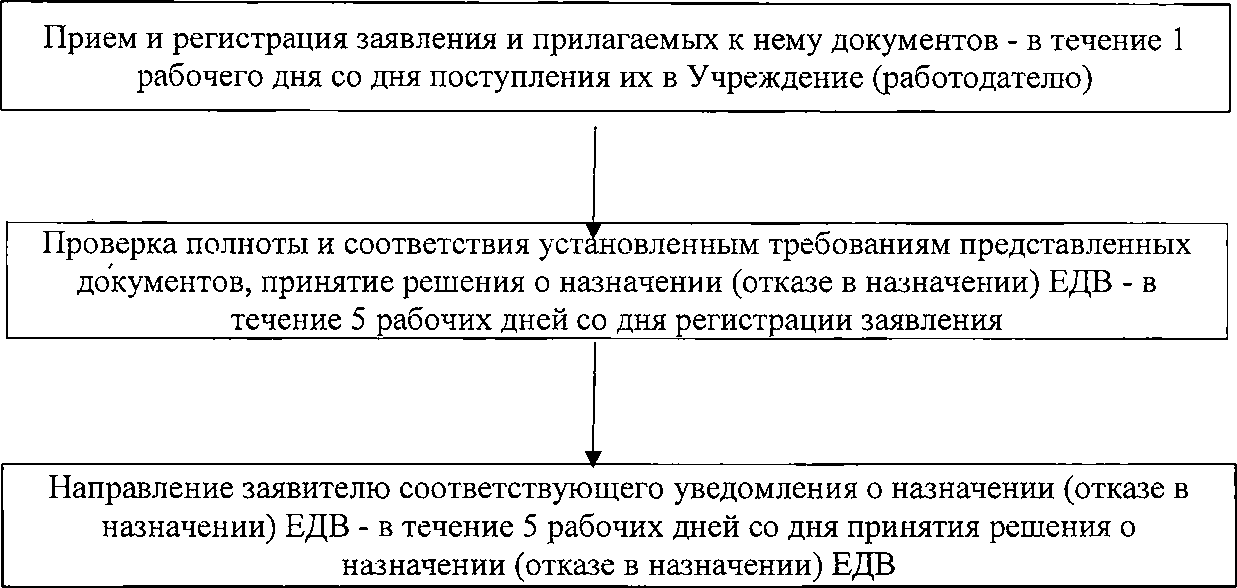 Прием и регистрация заявления и прилагаемых к нему документов - в течение 1
рабочего дня со дня поступления их в Учреждение (работодателю)
Проверка полноты и соответствия установленным требованиям представленных
документов, принятие решения о назначении (отказе в назначении) ЕДВ - в
течение 5 рабочих дней со дня регистрации заявления
Направление заявителю соответствующего уведомления о назначении (отказе в
назначении) ЕДВ - в течение 5 рабочих дней со дня принятия решения о
назначении (отказе в назначении) ЕДВ